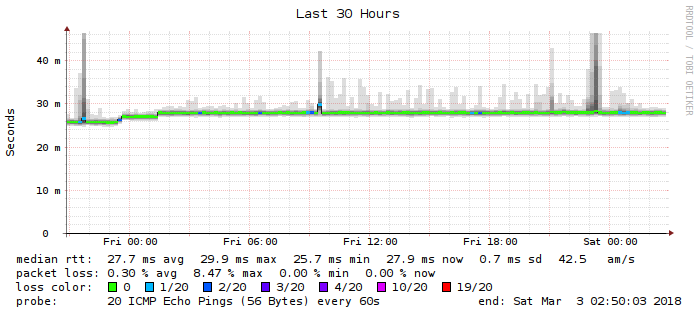 Last 30 Hours
RRDTOOL / TOBI OETIKER
Seconds
40 m
30 m
20 m
10 m
0
Fri 00:00 Fri 06:00 Fri 12:00 Fri 18:00 Sat 00:00
median rtt: 27.7 ms avg 29.9 ms max 25.7 ms min 27.9 ms now 0.7 ms sd 42.5 am/s
packet loss: 0.30 % avg 8.47 % max 0.00 % min 0.00 % now
loss color: 0 1/20 2/20 3/20 4/20 10/20 19/20
probe: 20 ICMP Echo Pings (56 Bytes) every 60s end: Sat Mar 3 02:50:03 2018